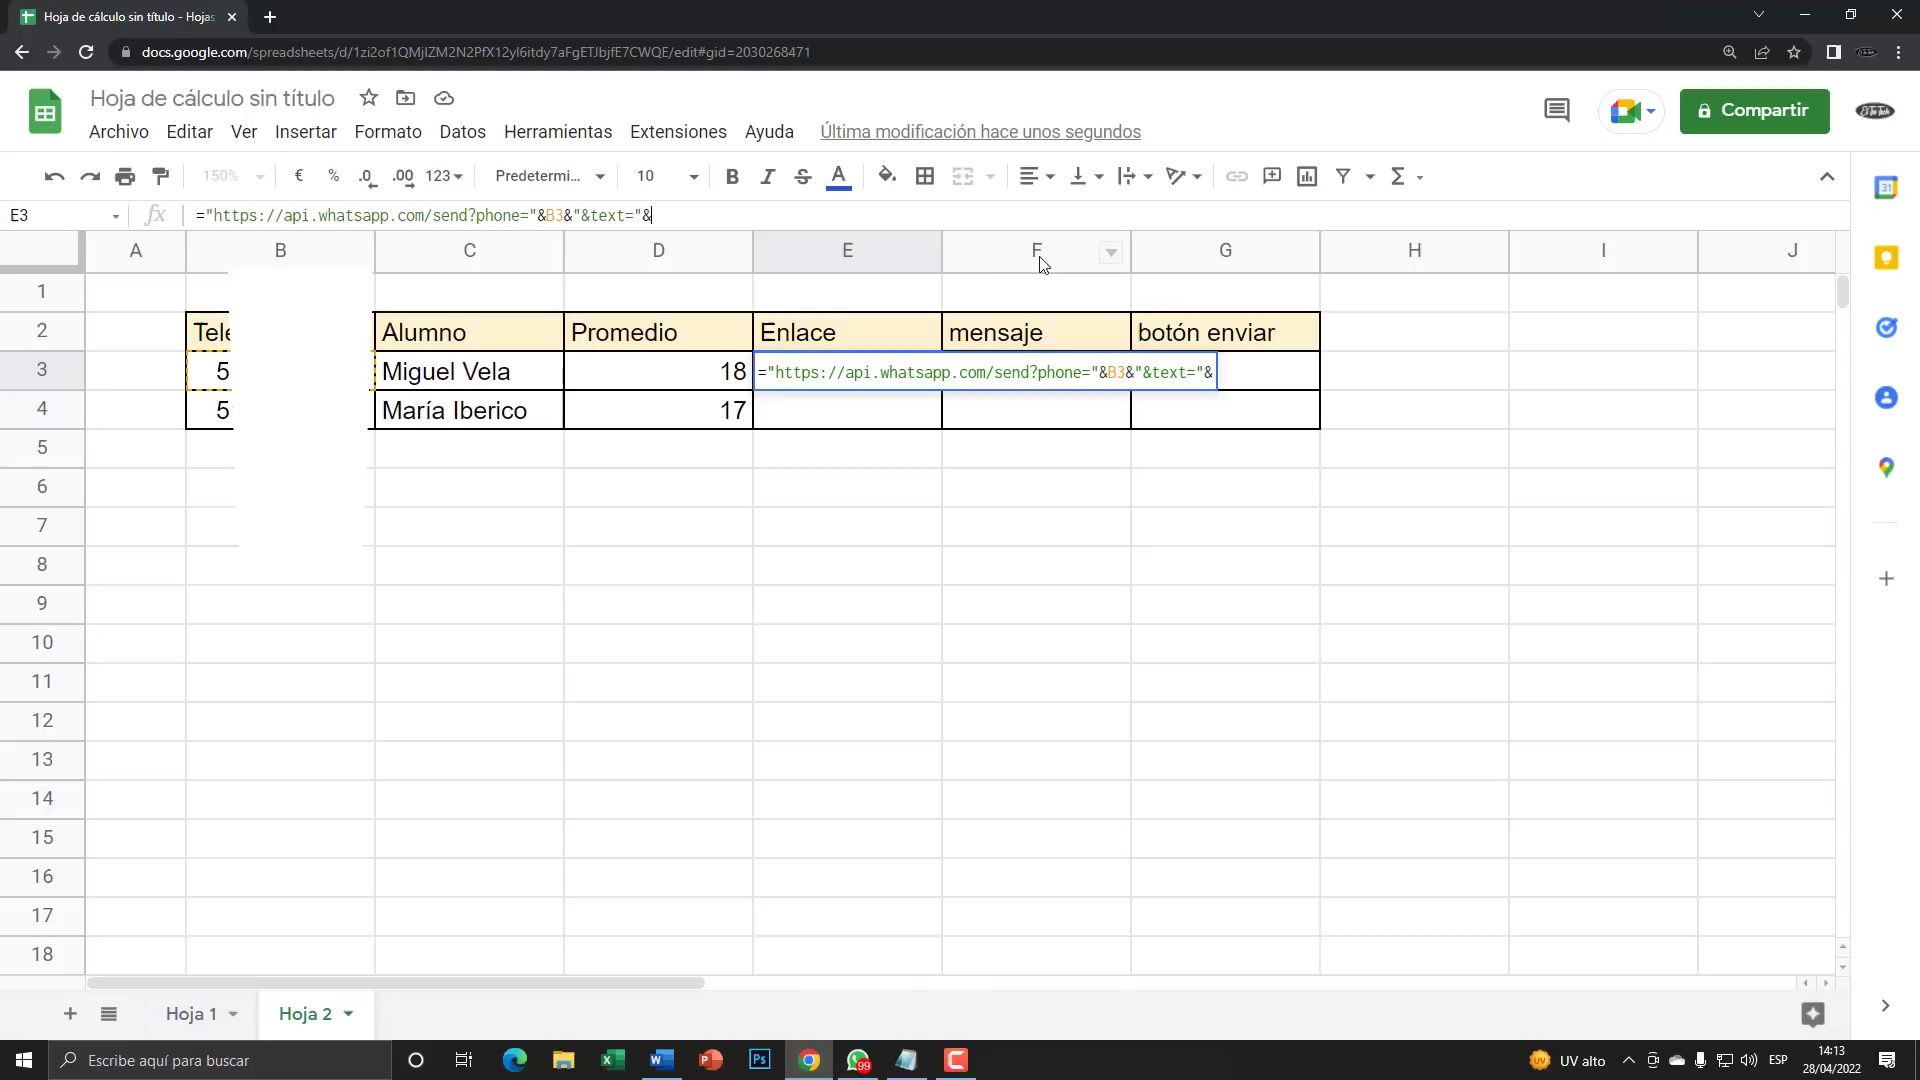 Hoja de cálculo sin título - Hojas
docs.google.com/spreadsheets/d/1zi2of1QMjIZM2N2PfX12yl6itdy7aFgETJbjfE7CWQE/edit#gid=2030268471
Hoja de cálculo sin título
Archivo Editar Ver Insertar Formato Datos Herramientas Extensiones Ayuda Última modificación hace unos segundos
Compartir
150% € % .0 .00 123 Predetermi... 10
E3 fx ="https://api.whatsapp.com/send?phone="&B3&"&text="&
A B C D E F G H I J
1
2 Tele Alumno Promedio Enlace mensaje botón enviar
3 5 Miguel Vela 18 ="https://api.whatsapp.com/send?phone="&B3&"&text="&
4 5 María Iberico 17
5
6
7
8
9
10
11
12
13
14
15
16
17
18
Hoja 1 Hoja 2
Escribe aquí para buscar
99
UV alto
ESP
14:13
28/04/2022